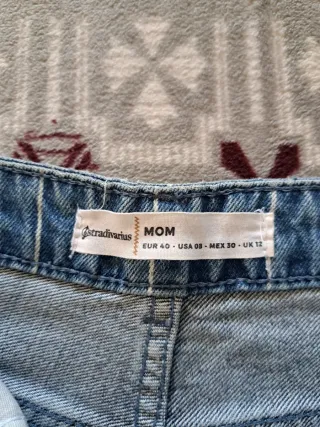 stradivarius
MOM
EUR 40 • USA 08 • MEX 30 • UK 12